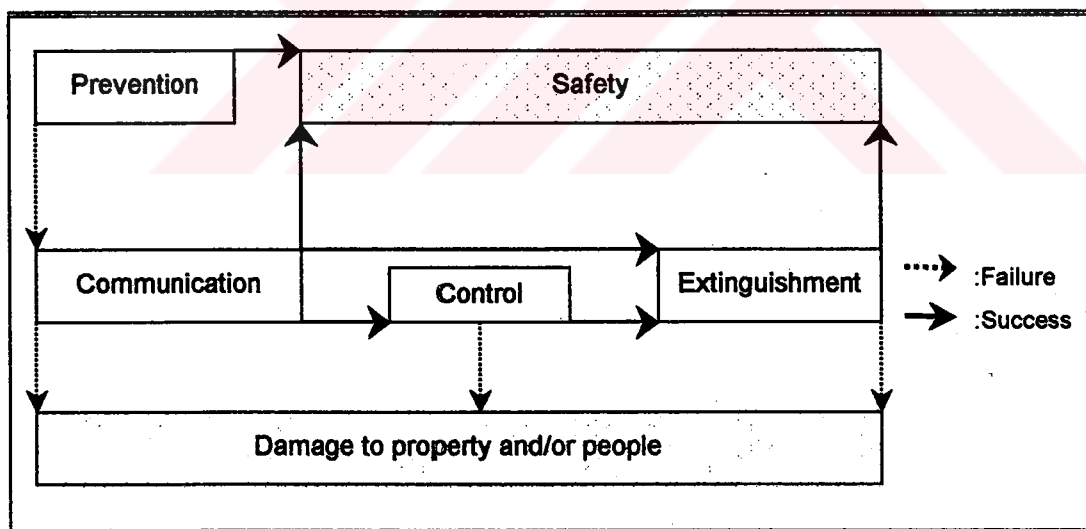 Prevention
Safety
Communication
Control
Extinguishment
:Failure
:Success
Damage to property and/or people